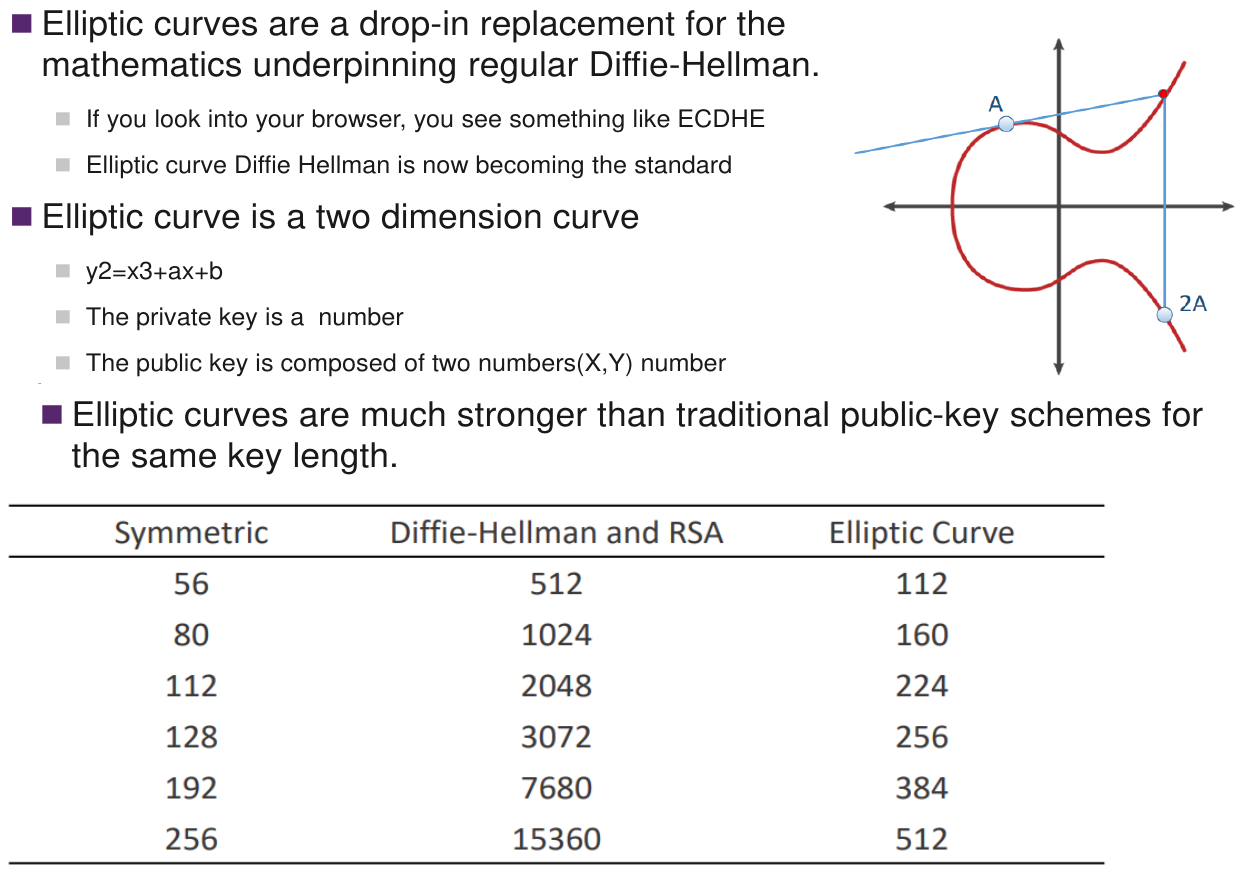 Elliptic curves are a drop-in replacement for the
mathematics underpinning regular Diffie-Hellman.
If you look into your browser, you see something like ECDHE
Elliptic curve Diffie Hellman is now becoming the standard
Elliptic curve is a two dimension curve
y2=x3+ax+b
The private key is a number
The public key is composed of two numbers(X,Y) number
A
2A
Elliptic curves are much stronger than traditional public-key schemes for
the same key length.
Symmetric Diffie-Hellman and RSA Elliptic Curve
56 512 112
80 1024 160
112 2048 224
128 3072 256
192 7680 384
256 15360 512